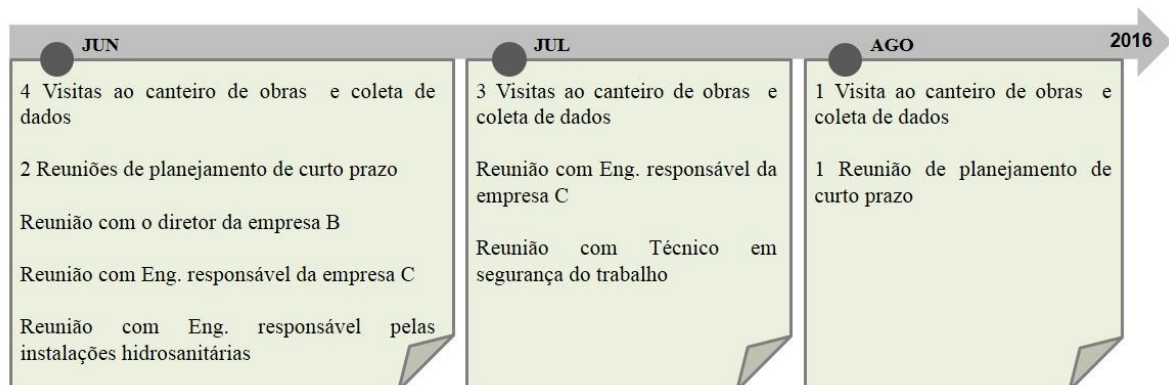 JUN
JUL
AGO
2016
4 Visitas ao canteiro de obras e coleta de
dados
2 Reuniões de planejamento de curto prazo
Reunião com o diretor da empresa B
Reunião com Eng. responsável da empresa C
Reunião com Eng. responsável pelas
instalações hidrosanitárias
3 Visitas ao canteiro de obras e
coleta de dados
Reunião com Eng. responsável da
empresa C
Reunião com Técnico em
segurança do trabalho
1 Visita ao canteiro de obras e
coleta de dados
1 Reunião de planejamento de
curto prazo